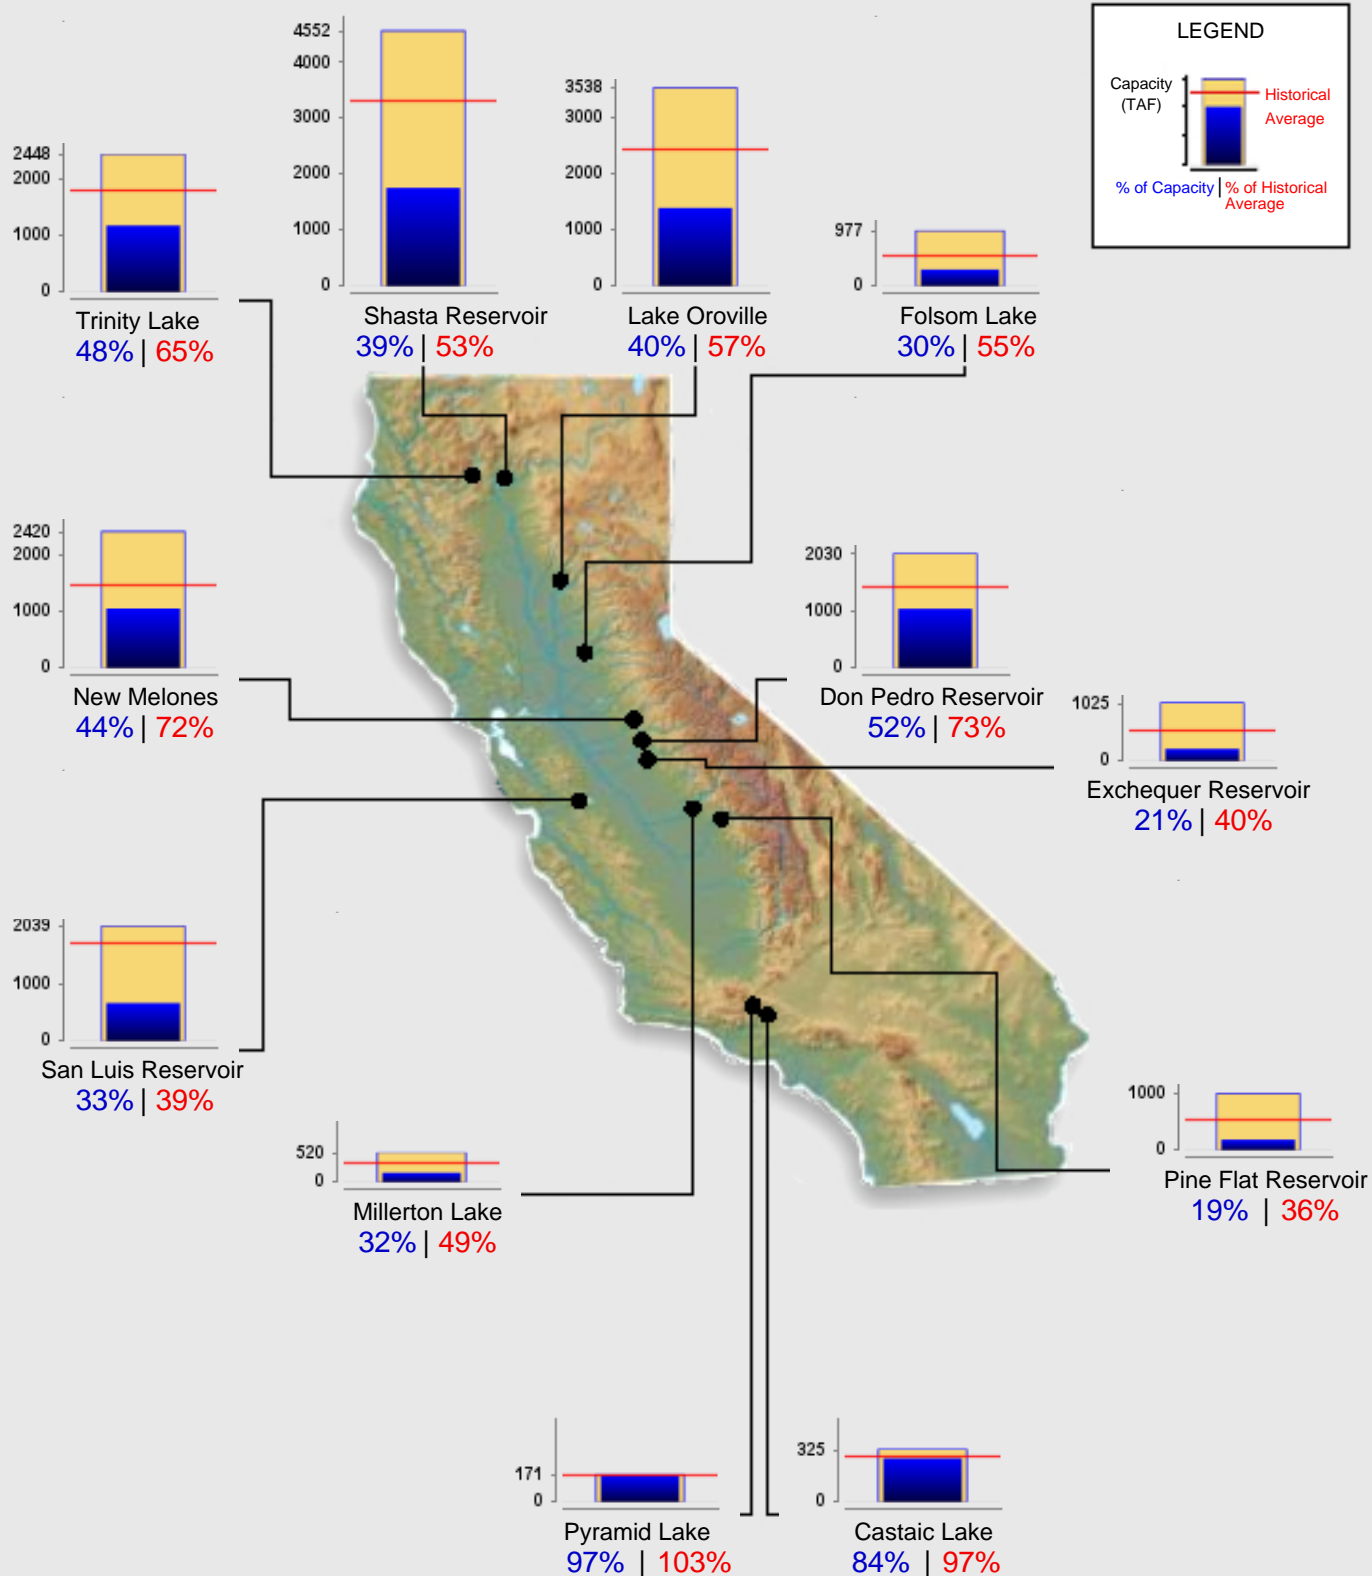 LEGEND
Capacity
(TAF)
Historical
Average
% of Capacity | % of Historical
Average
4552
4000
3000
2000
1000
0
Shasta Reservoir
39% | 53%
3538
3000
2000
1000
0
Lake Oroville
40% | 57%
2448
2000
1000
0
Trinity Lake
48% | 65%
977
0
Folsom Lake
30% | 55%
2420
2000
1000
0
New Melones
44% | 72%
2030
1000
0
Don Pedro Reservoir
52% | 73%
1025
0
Exchequer Reservoir
21% | 40%
2039
1000
0
San Luis Reservoir
33% | 39%
520
0
Millerton Lake
32% | 49%
1000
0
Pine Flat Reservoir
19% | 36%
171
0
Pyramid Lake
97% | 103%
325
0
Castaic Lake
84% | 97%